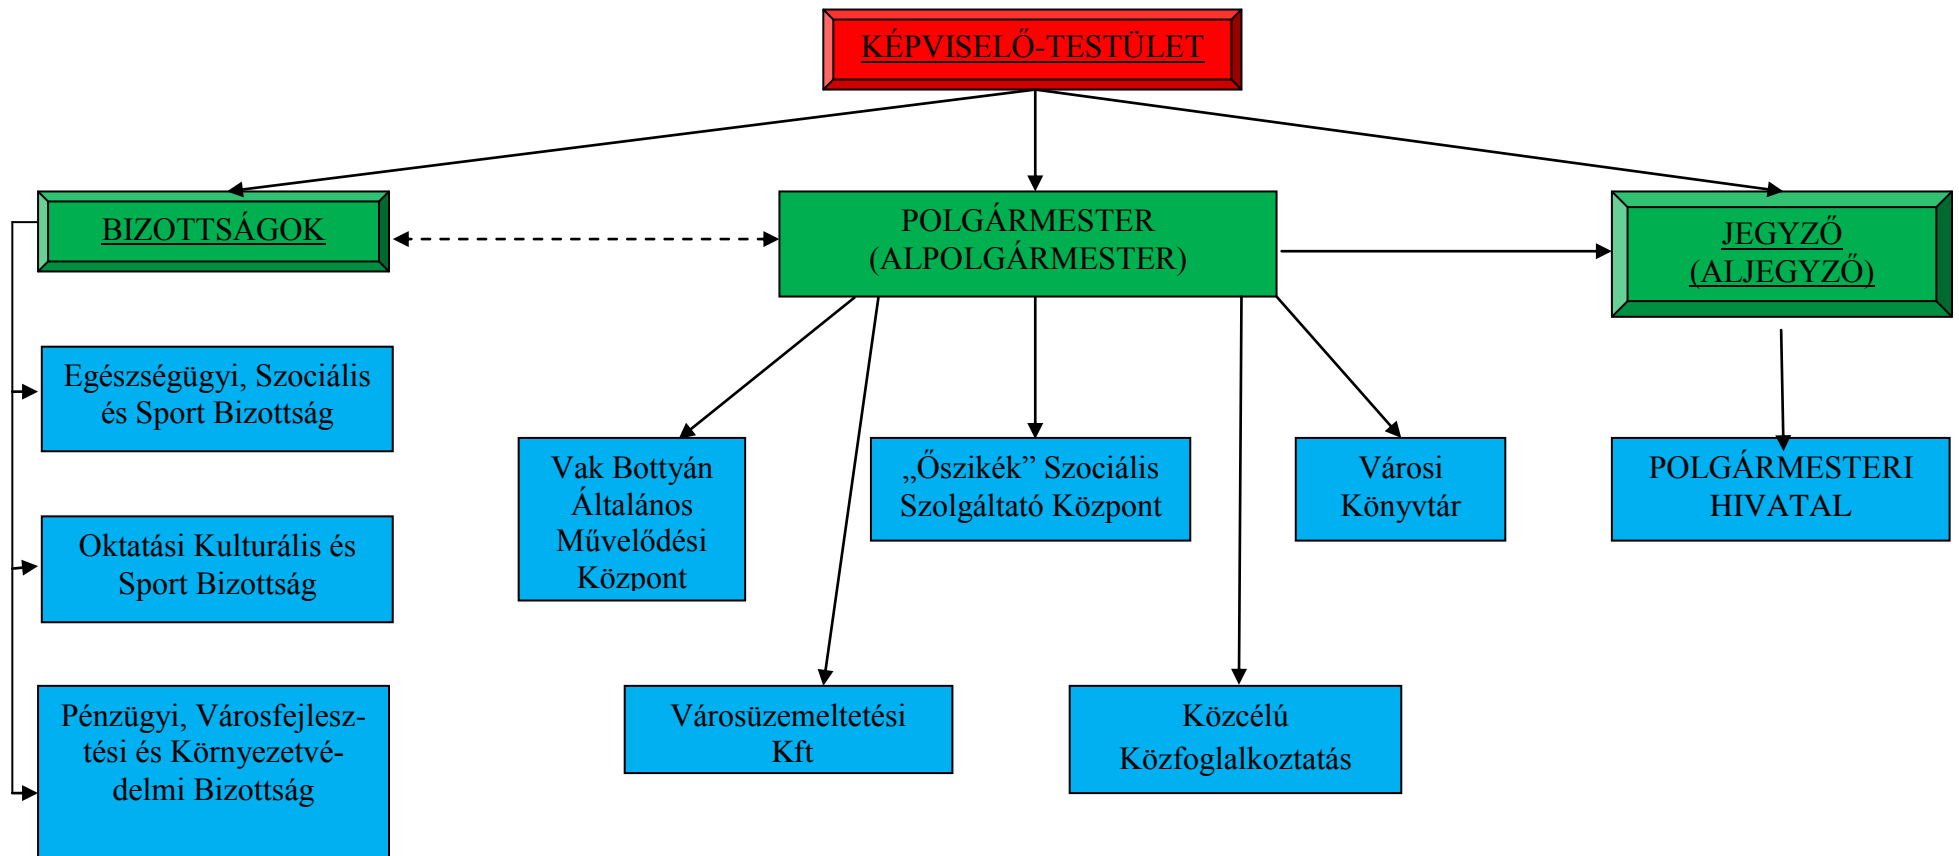 KÉPVISELŐ-TESTÜLET
BIZOTTSÁGOK
POLGÁRMESTER
(ALPOLGÁRMESTER)
JEGYZŐ
(ALJEGYZŐ)
Egészségügyi, Szociális
és Sport Bizottság
Oktatási Kulturális és
Sport Bizottság
Pénzügyi, Városfejlesz-
tési és Környezetvé-
delmi Bizottság
Vak Bottyán
Általános
Művelődési
Központ
„Őszikék” Szociális
Szolgáltató Központ
Városi
Könyvtár
POLGÁRMESTERI
HIVATAL
Városüzemeltetési
Kft
Közcélú
Közfoglalkoztatás